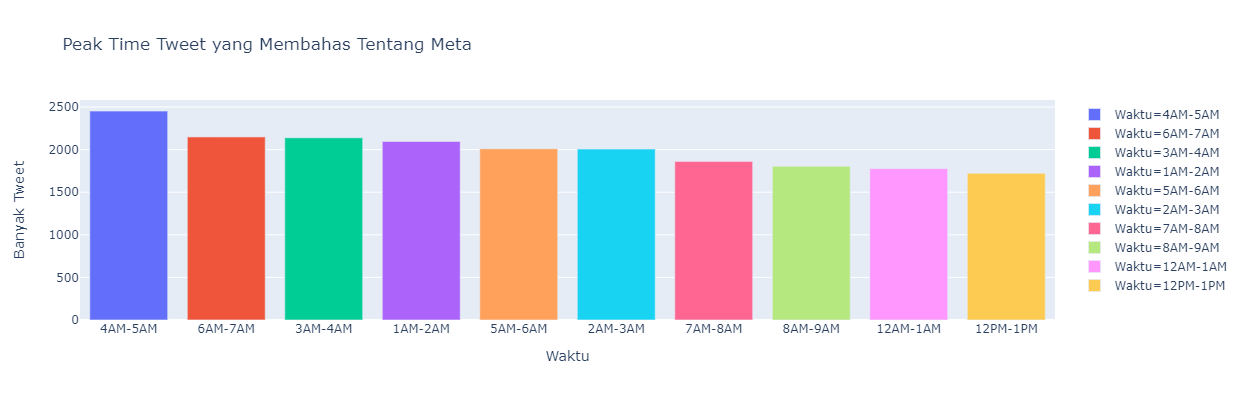 Peak Time Tweet yang Membahas Tentang Meta
Banyak Tweet
2500
2000
1500
1000
500
0
4AM-5AM
6AM-7AM
3AM-4AM
1AM-2AM
5AM-6AM
2AM-3AM
7AM-8AM
8AM-9AM
12AM-1AM
12PM-1PM
Waktu
Waktu=4AM-5AM
Waktu=6AM-7AM
Waktu=3AM-4AM
Waktu=1AM-2AM
Waktu=5AM-6AM
Waktu=2AM-3AM
Waktu=7AM-8AM
Waktu=8AM-9AM
Waktu=12AM-1AM
Waktu=12PM-1PM